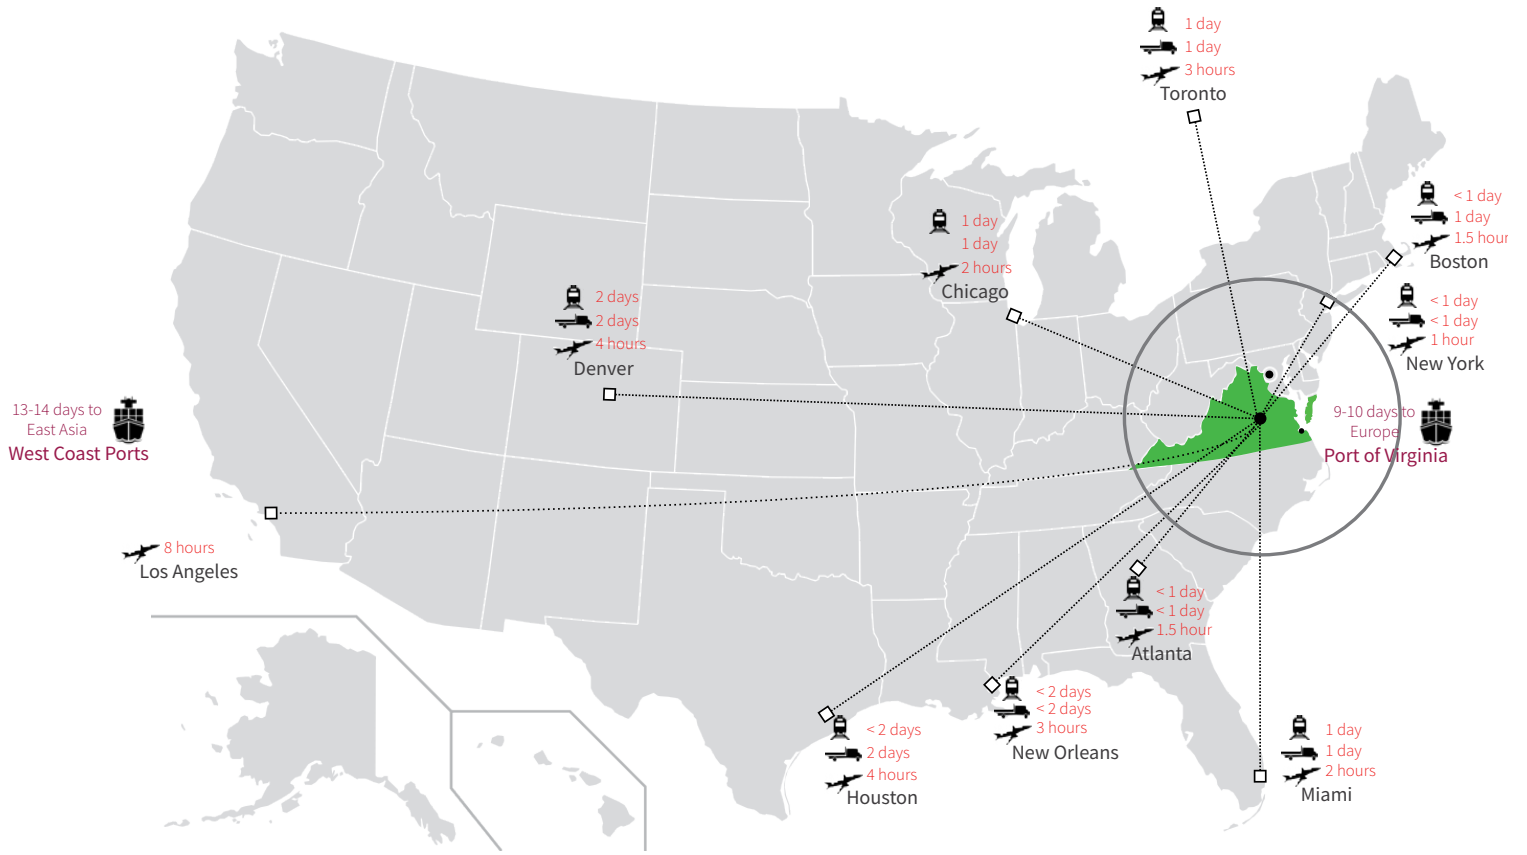 1 day
1 day
3 hours
Toronto
< 1 day
1 day
1.5 hour
Boston
1 day
1 day
2 hours
Chicago
2 days
2 days
4 hours
Denver
< 1 day
< 1 day
1 hour
New York
13-14 days to
East Asia
West Coast Ports
9-10 days to
Europe
Port of Virginia
8 hours
Los Angeles
< 1 day
< 1 day
1.5 hour
Atlanta
< 2 days
< 2 days
3 hours
New Orleans
< 2 days
2 days
4 hours
Houston
1 day
1 day
2 hours
Miami